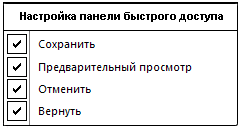 Настройка панели быстрого доступа
Сохранить
Предварительный просмотр
Отменить
Вернуть